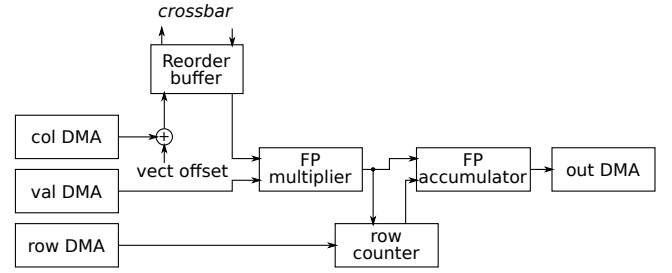 crossbar
Reorder
buffer
col DMA
+
vect offset
FP
multiplier
FP
accumulator
out DMA
val DMA
row DMA
row
counter